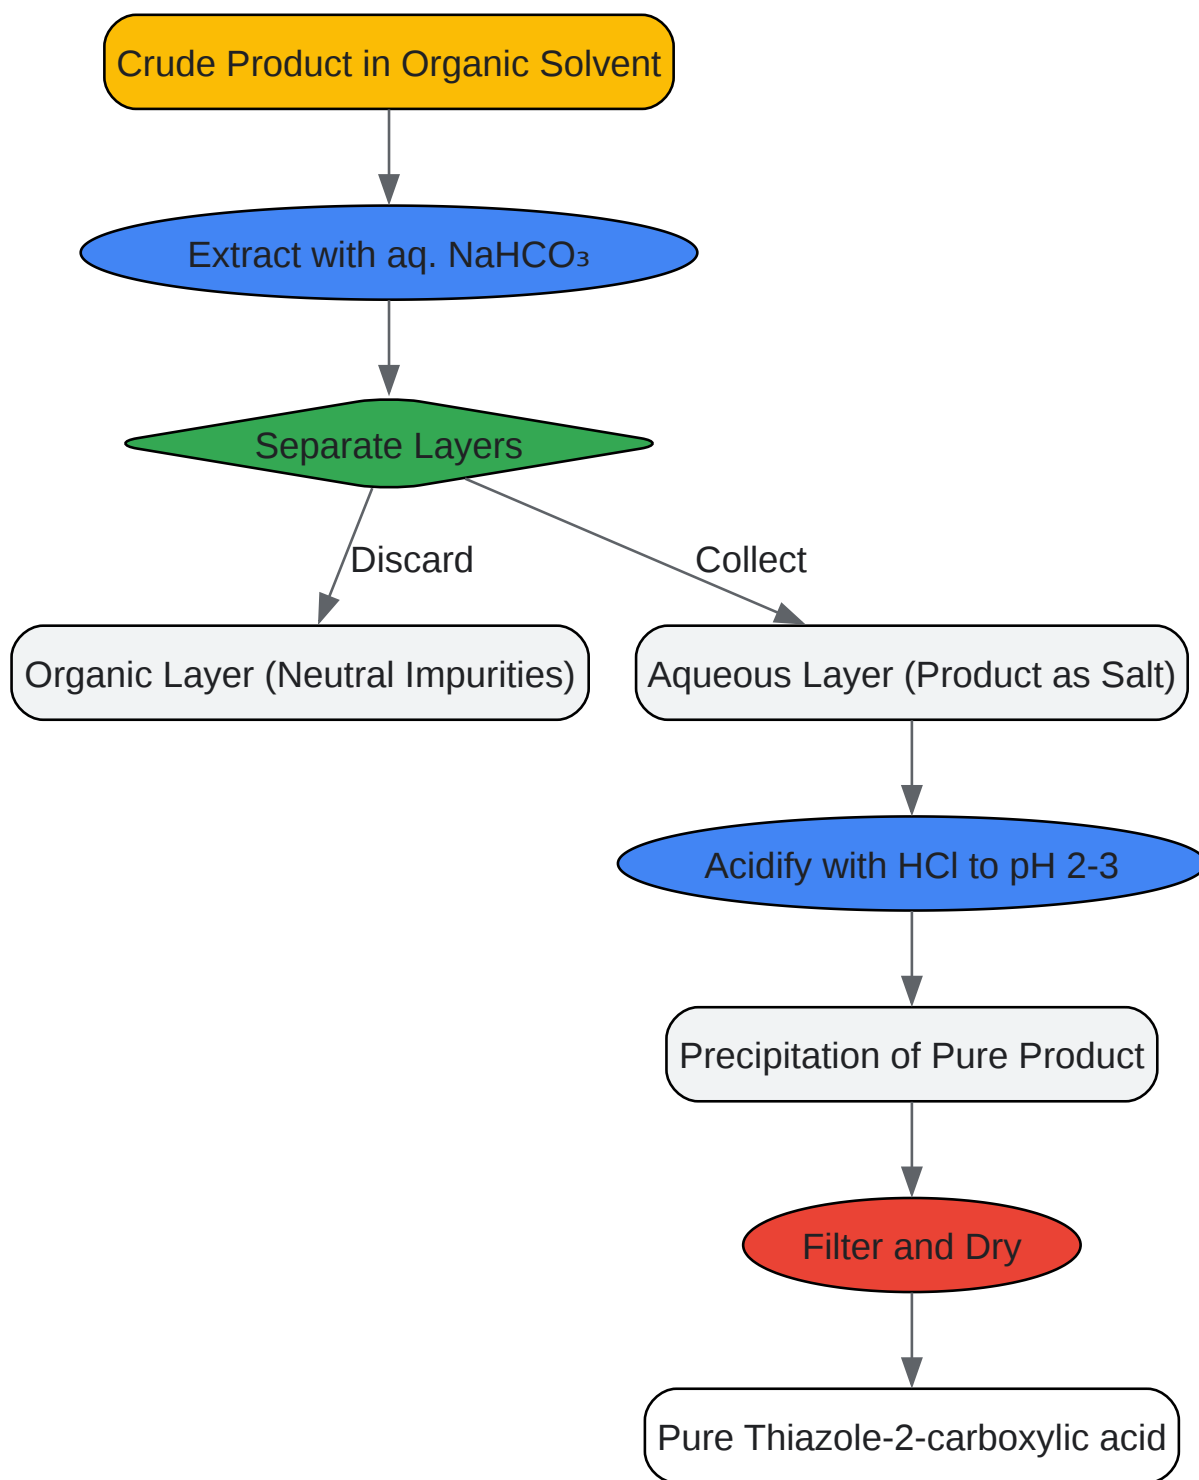 Crude Product in Organic Solvent
Extract with aq. NaHCO₃
Separate Layers
Discard
Collect
Organic Layer (Neutral Impurities)
Aqueous Layer (Product as Salt)
Acidify with HCl to pH 2-3
Precipitation of Pure Product
Filter and Dry
Pure Thiazole-2-carboxylic acid